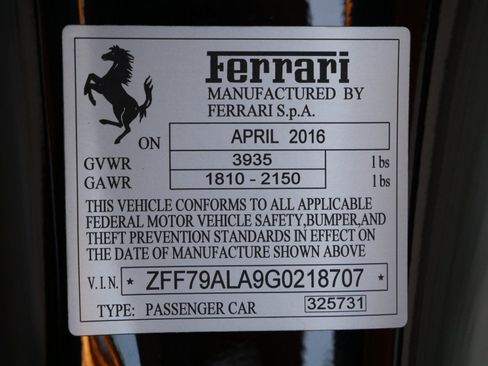 Ferrari
MANUFACTURED BY
FERRARI S.p.A.
ON APRIL 2016
GVWR 3935 lbs
GAWR 1810 - 2150 lbs
THIS VEHICLE CONFORMS TO ALL APPLICABLE
FEDERAL MOTOR VEHICLE SAFETY,BUMPER,AND
THEFT PREVENTION STANDARDS IN EFFECT ON
THE DATE OF MANUFACTURE SHOWN ABOVE
V.I.N. * ZFF79ALA9G0218707 *
TYPE: PASSENGER CAR 325731